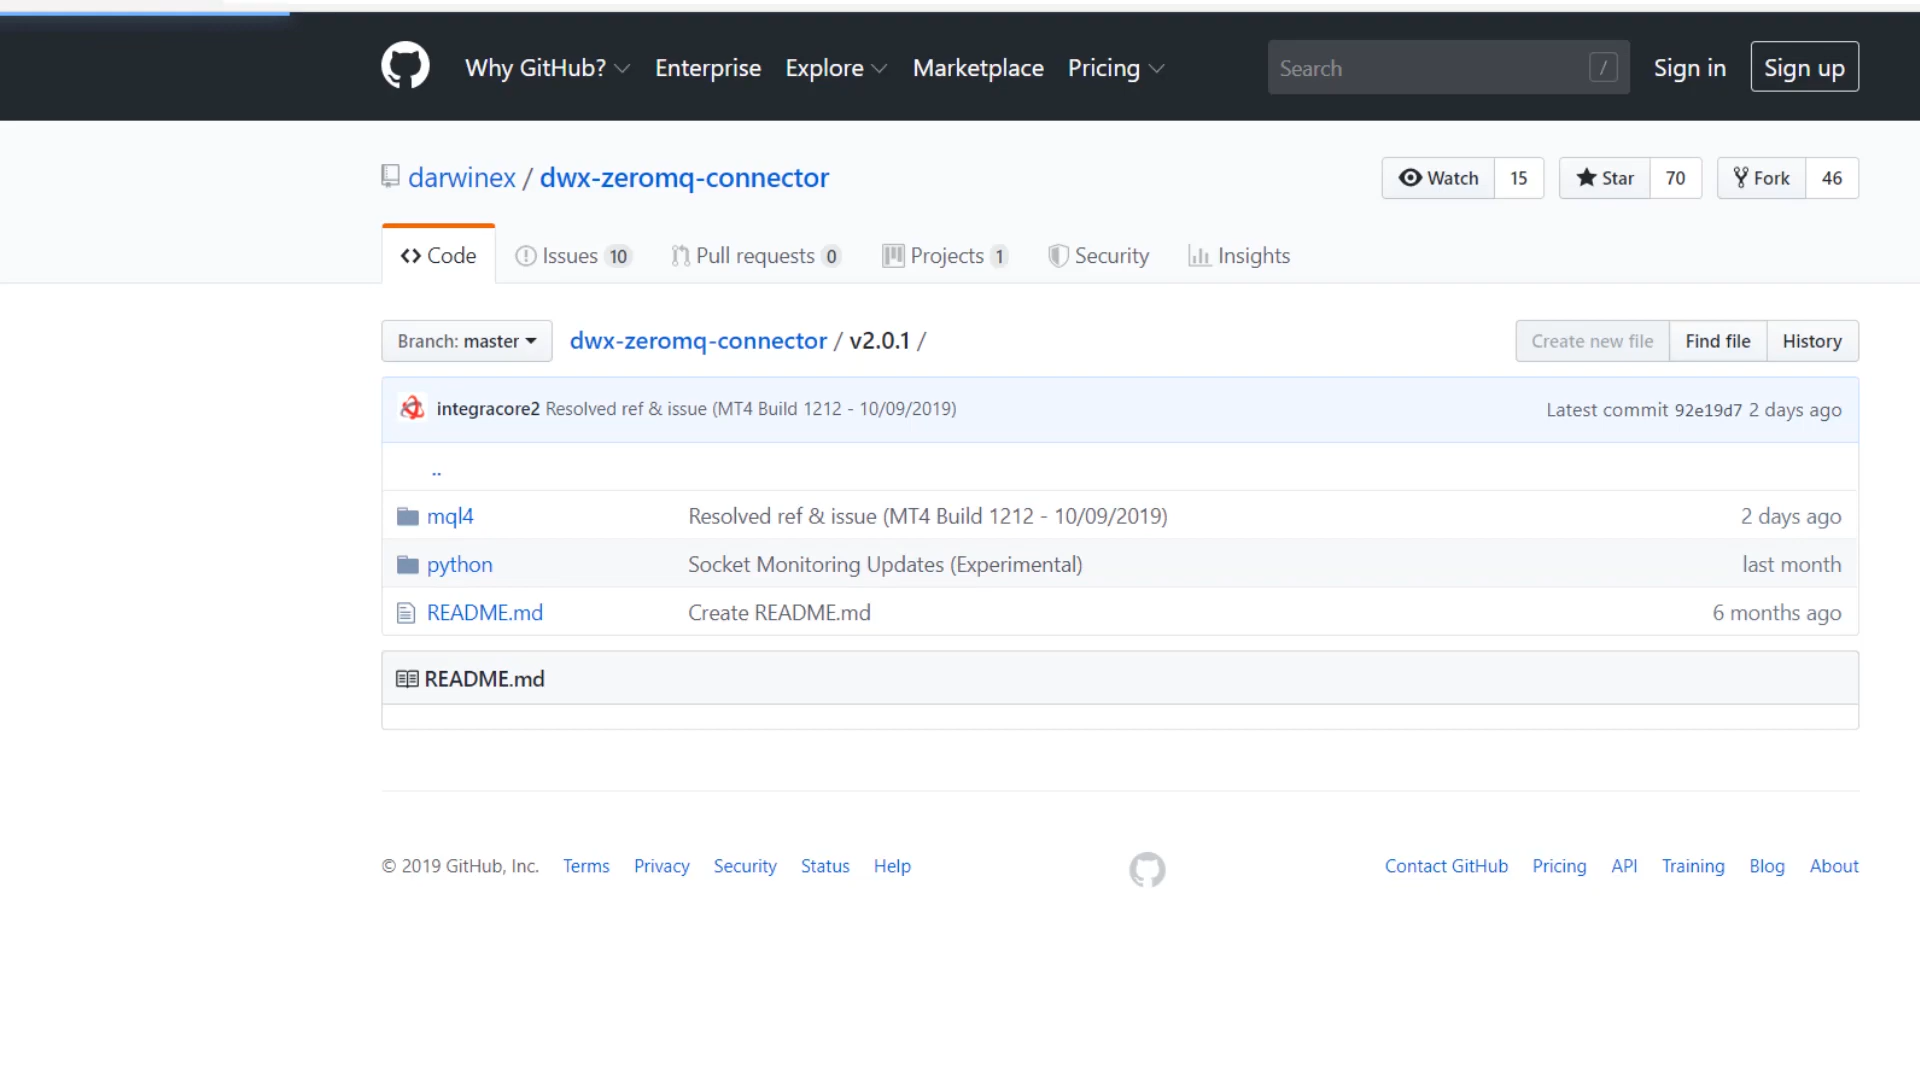 Why GitHub? Enterprise Explore Marketplace Pricing Search / Sign in Sign up
darwinex / dwx-zeromq-connector Watch 15 Star 70 Fork 46
Code Issues 10 Pull requests 0 Projects 1 Security Insights
Branch: master dwx-zeromq-connector / v2.0.1 / Create new file Find file History
integracore2 Resolved ref & issue (MT4 Build 1212 - 10/09/2019) Latest commit 92e19d7 2 days ago
..
mql4 Resolved ref & issue (MT4 Build 1212 - 10/09/2019) 2 days ago
python Socket Monitoring Updates (Experimental) last month
README.md Create README.md 6 months ago
README.md
© 2019 GitHub, Inc. Terms Privacy Security Status Help Contact GitHub Pricing API Training Blog About